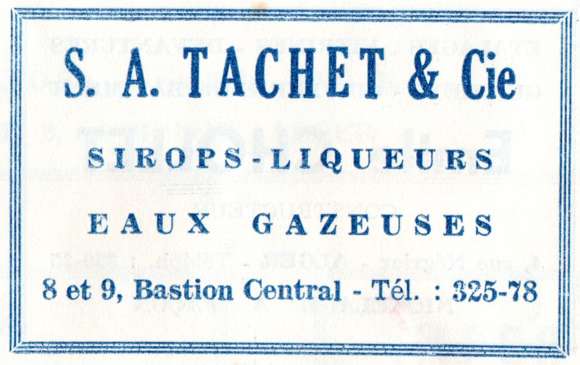 S. A. TACHET & Cie
SIROPS-LIQUEURS
EAUX GAZEUSES
8 et 9, Bastion Central - Tél. : 325-78